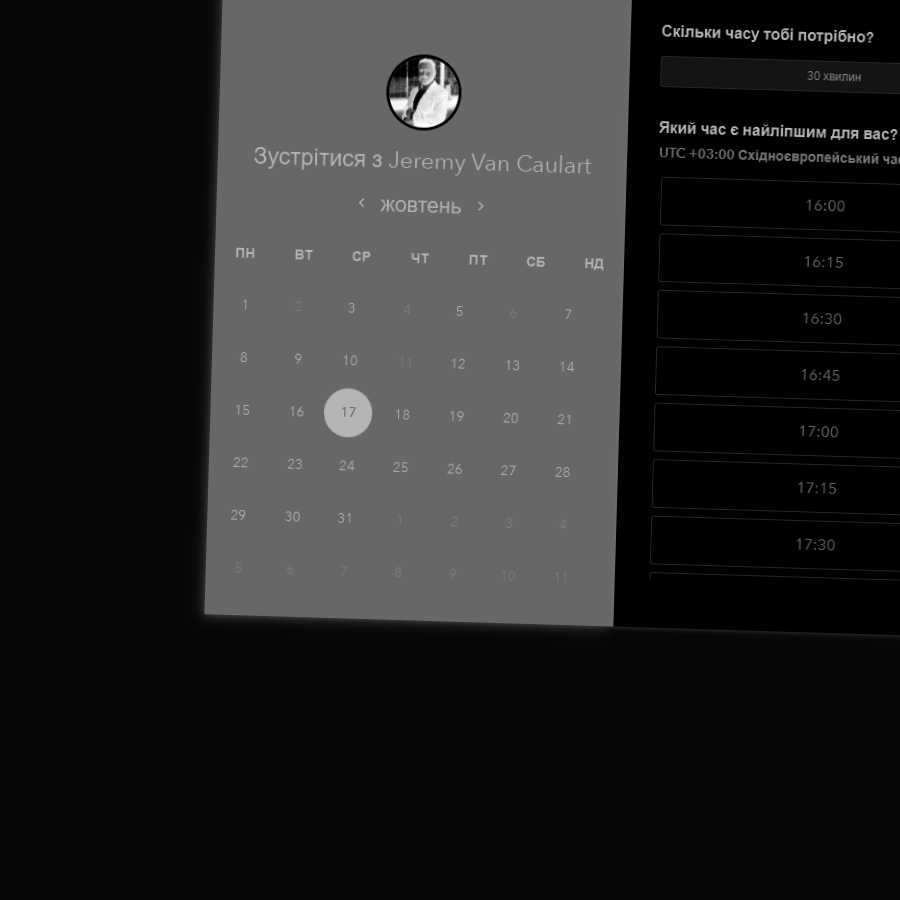 Зустрітися з Jeremy Van Caulart
жовтень
ПН ВТ СР ЧТ ПТ СБ НД
1 2 3 4 5 6 7
8 9 10 11 12 13 14
15 16 17 18 19 20 21
22 23 24 25 26 27 28
29 30 31 1 2 3 4
5 6 7 8 9 10 11
Скільки часу тобі потрібно?
30 хвилин
Який час є найліпшим для вас?
UTC +03:00 Східноєвропейський
16:00
16:15
16:30
16:45
17:00
17:15
17:30